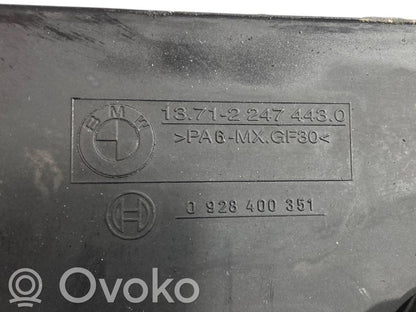 BMW
13.71-2 247 443.0
>PA6-MX.GF30<
0 928 400 351
Ovoko